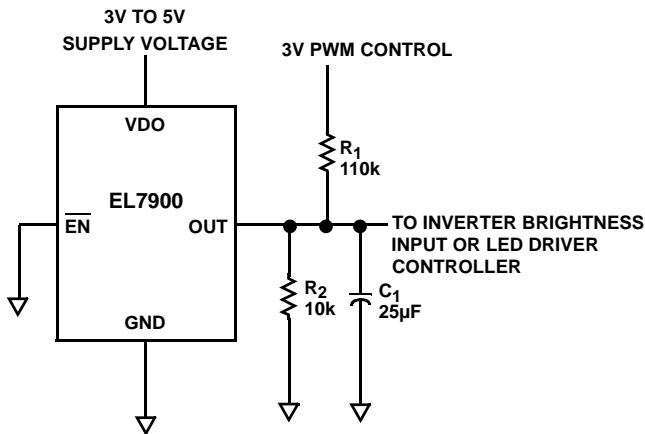 3V TO 5V
SUPPLY VOLTAGE
3V PWM CONTROL
VDO
R1
110k
EL7900
EN
OUT
TO INVERTER BRIGHTNESS
INPUT OR LED DRIVER
CONTROLLER
R2
10k
C1
25µF
GND